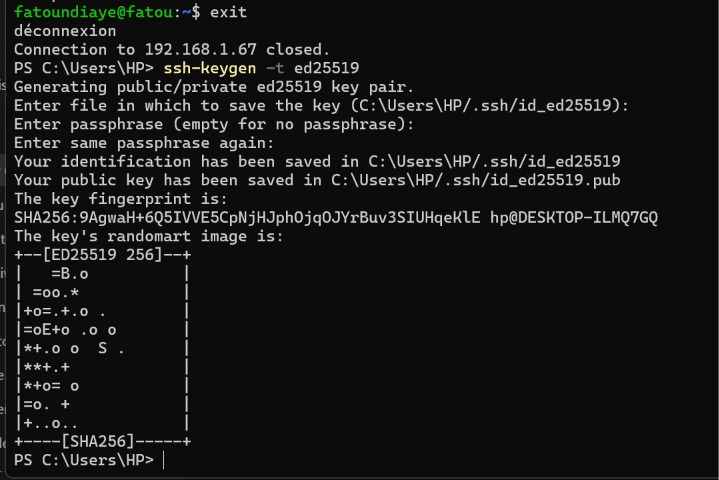 fatoundiaye@fatou:~$ exit
déconnexion
Connection to 192.168.1.67 closed.
PS C:\Users\HP> ssh-keygen -t ed25519
Generating public/private ed25519 key pair.
Enter file in which to save the key (C:\Users\HP/.ssh/id_ed25519):
Enter passphrase (empty for no passphrase):
Enter same passphrase again:
Your identification has been saved in C:\Users\HP/.ssh/id_ed25519
Your public key has been saved in C:\Users\HP/.ssh/id_ed25519.pub
The key fingerprint is:
SHA256:9AgwaH+6Q5IVVE5CpNjHJphOjqOJYrBuv3SIUHqeKlE hp@DESKTOP-ILMQ7GQ
The key's randomart image is:
+--[ED25519 256]--+
|   =B.o          |
| =oo.*           |
|+o=.+.o .        |
|=oE+o .o o       |
|*+.o o  S .      |
|**+.+            |
|*+o= o           |
|=o. +            |
|+..o..           |
+----[SHA256]-----+
PS C:\Users\HP>